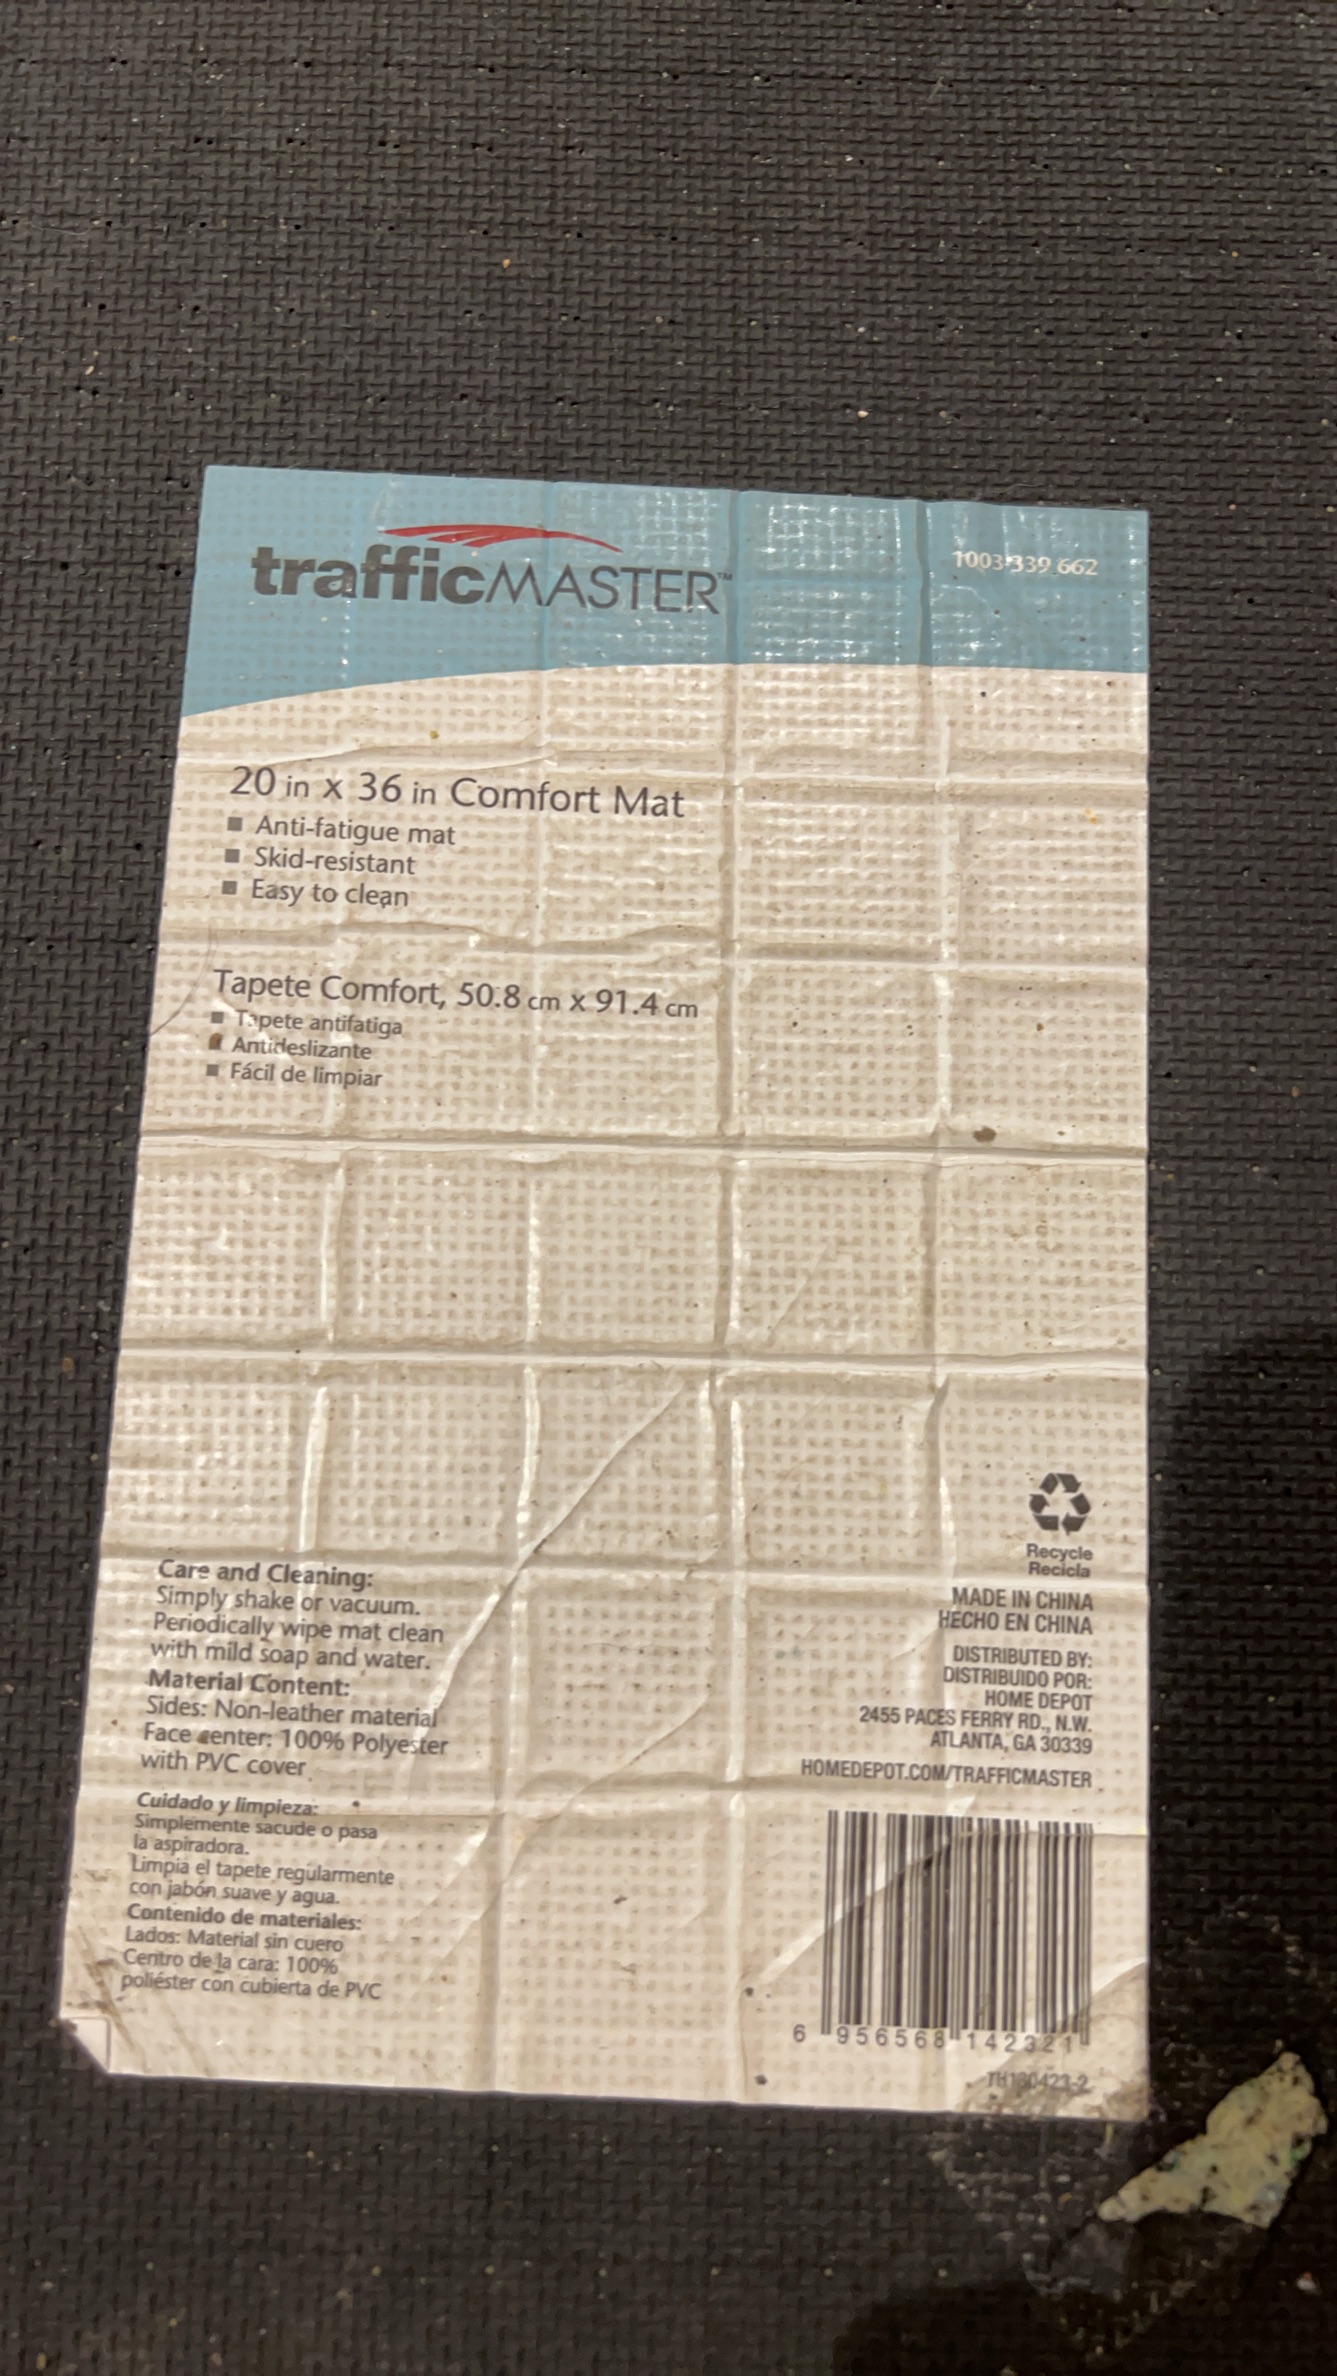 trafficMASTER™
1003 339 662
20 in x 36 in Comfort Mat
■ Anti-fatigue mat
■ Skid-resistant
■ Easy to clean
Tapete Comfort, 50.8 cm x 91.4 cm
■ Tapete antifatiga
■ Antideslizante
■ Fácil de limpiar
Care and Cleaning:
Simply shake or vacuum.
Periodically wipe mat clean
with mild soap and water.
Material Content:
Sides: Non-leather material
Face center: 100% Polyester
with PVC cover
Cuidado y limpieza:
Simplemente sacude o pasa
la aspiradora.
Limpia el tapete regularmente
con jabón suave y agua.
Contenido de materiales:
Lados: Material sin cuero
Centro de la cara: 100%
poliéster con cubierta de PVC
Recycle
Recicla
MADE IN CHINA
HECHO EN CHINA
DISTRIBUTED BY:
DISTRIBUIDO POR:
HOME DEPOT
2455 PACES FERRY RD., N.W.
ATLANTA, GA 30339
HOMEDEPOT.COM/TRAFFICMASTER
6 956568 142321